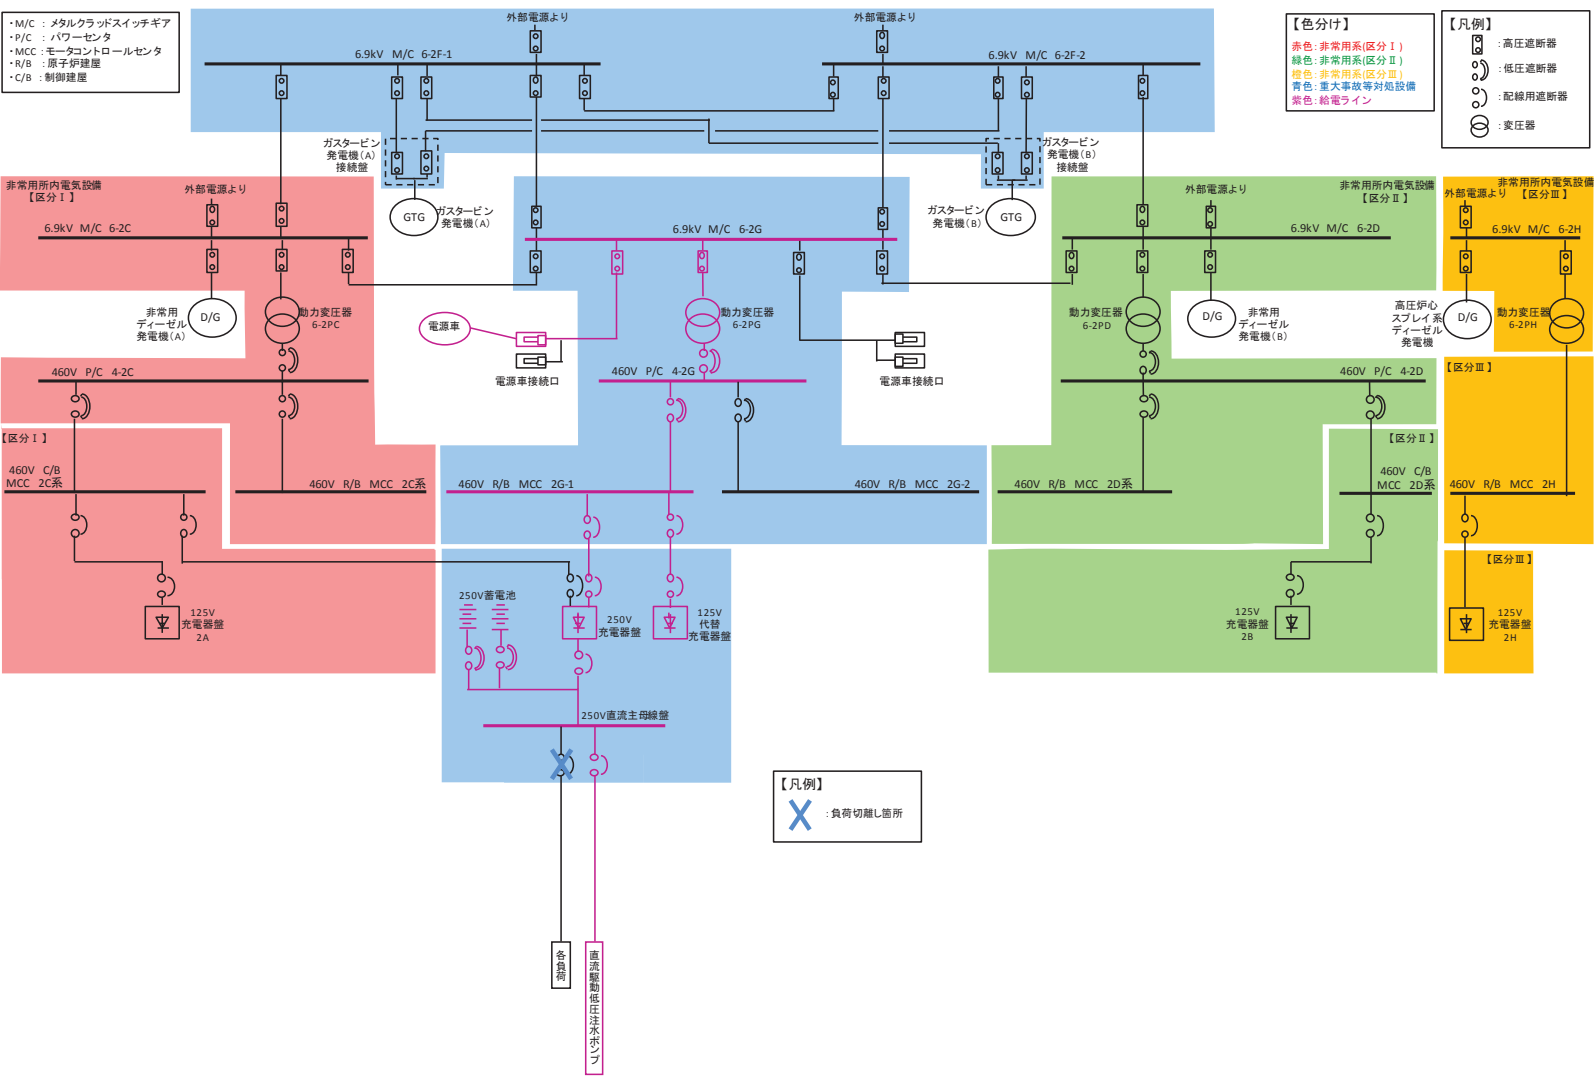 ・M/C ：メタルクラッドスイッチギア
・P/C ：パワーセンタ
・MCC：モータコントロールセンタ
・R/B ：原子炉建屋
・C/B ：制御建屋
外部電源より
外部電源より
6.9kV M/C 6-2F-1
6.9kV M/C 6-2F-2
【色分け】
赤色：非常用系(区分Ⅰ)
緑色：非常用系(区分Ⅱ)
橙色：非常用系(区分Ⅲ)
青色：重大事故等対処設備
紫色：給電ライン
【凡例】
：高圧遮断器
：低圧遮断器
：配線用遮断器
：変圧器
ガスタービン
発電機(A)
接続盤
ガスタービン
発電機(B)
接続盤
GTG
ガスタービン
発電機(A)
ガスタービン
発電機(B)
GTG
非常用所内電気設備
【区分Ⅰ】
外部電源より
6.9kV M/C 6-2C
6.9kV M/C 6-2G
外部電源より
非常用所内電気設備
【区分Ⅱ】
6.9kV M/C 6-2D
非常用所内電気設備
【区分Ⅲ】
外部電源より
6.9kV M/C 6-2H
非常用
ディーゼル
発電機(A)
D/G
動力変圧器
6-2PC
電源車
電源車接続口
動力変圧器
6-2PG
電源車接続口
動力変圧器
6-2PD
D/G
非常用
ディーゼル
発電機(B)
高圧炉心
スプレイ系
ディーゼル
発電機
D/G
動力変圧器
6-2PH
460V P/C 4-2C
460V P/C 4-2G
460V P/C 4-2D
【区分Ⅲ】
【区分Ⅰ】
460V C/B
MCC 2C系
460V R/B MCC 2C系
460V R/B MCC 2G-1
460V R/B MCC 2G-2
460V R/B MCC 2D系
【区分Ⅱ】
460V C/B
MCC 2D系
460V R/B MCC 2H
【区分Ⅲ】
125V
充電器盤
2A
250V蓄電池
250V
充電器盤
125V
代替
充電器盤
125V
充電器盤
2B
125V
充電器盤
2H
250V直流主母線盤
【凡例】
：負荷切離し箇所
各負荷
直流駆動低圧注水ポンプ